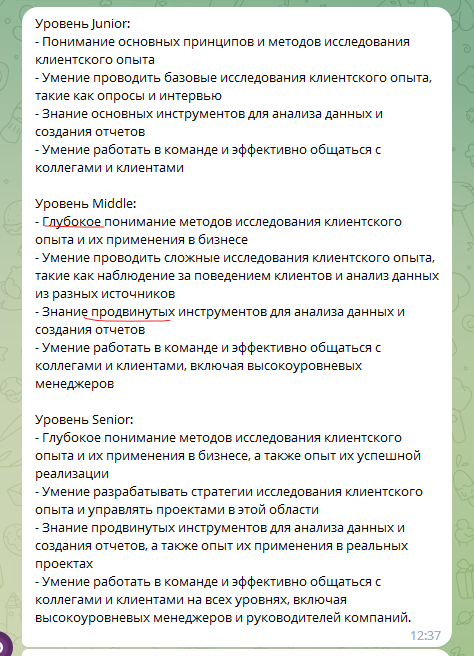 Уровень Junior:
- Понимание основных принципов и методов исследования
клиентского опыта
- Умение проводить базовые исследования клиентского опыта,
такие как опросы и интервью
- Знание основных инструментов для анализа данных и
создания отчетов
- Умение работать в команде и эффективно общаться с
коллегами и клиентами
Уровень Middle:
- Глубокое понимание методов исследования клиентского
опыта и их применения в бизнесе
- Умение проводить сложные исследования клиентского опыта,
такие как наблюдение за поведением клиентов и анализ данных
из разных источников
- Знание продвинутых инструментов для анализа данных и
создания отчетов
- Умение работать в команде и эффективно общаться с
коллегами и клиентами, включая высокоуровневых
менеджеров
Уровень Senior:
- Глубокое понимание методов исследования клиентского
опыта и их применения в бизнесе, а также опыт их успешной
реализации
- Умение разрабатывать стратегии исследования клиентского
опыта и управлять проектами в этой области
- Знание продвинутых инструментов для анализа данных и
создания отчетов, а также опыт их применения в реальных
проектах
- Умение работать в команде и эффективно общаться с
коллегами и клиентами на всех уровнях, включая
высокоуровневых менеджеров и руководителей компаний.
12:37